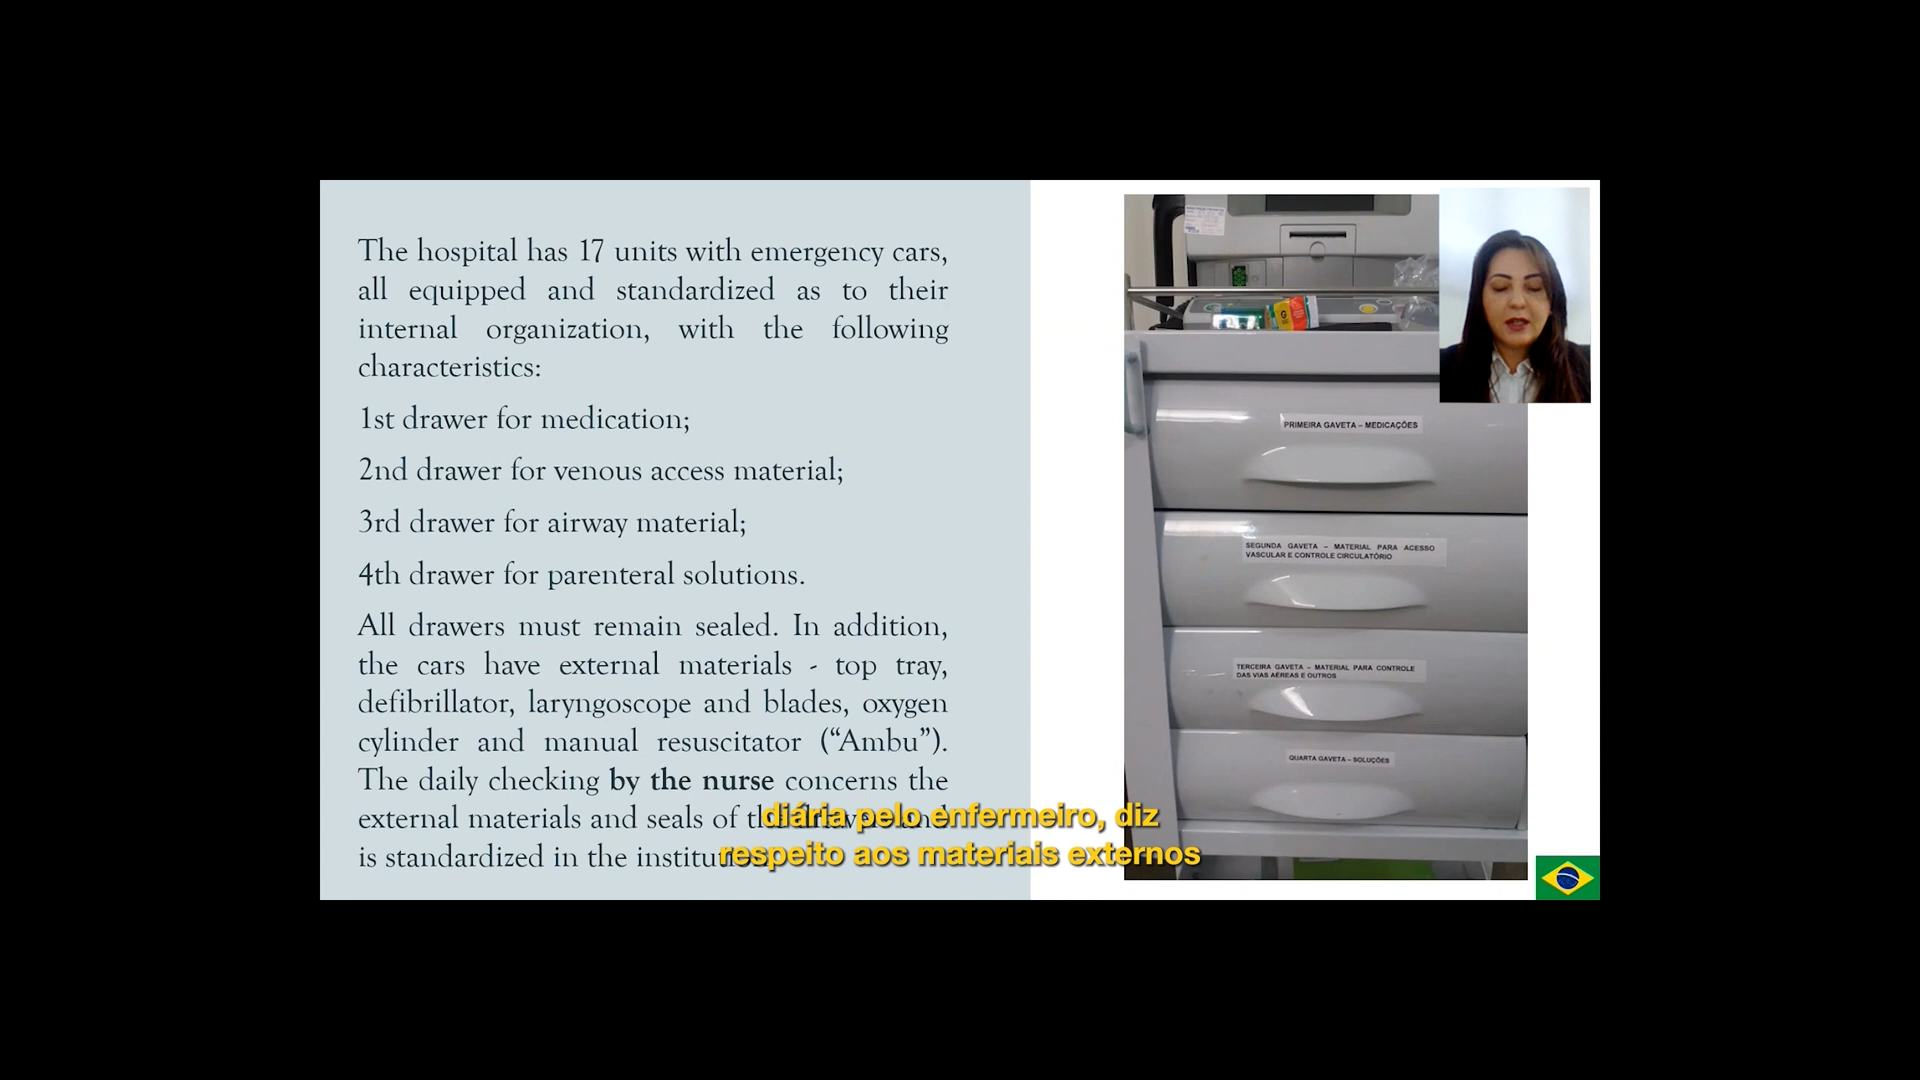 The hospital has 17 units with emergency cars,
all equipped and standardized as to their
internal organization, with the following
characteristics:
1st drawer for medication;
2nd drawer for venous access material;
3rd drawer for airway material;
4th drawer for parenteral solutions.
All drawers must remain sealed. In addition,
the cars have external materials - top tray,
defibrillator, laryngoscope and blades, oxygen
cylinder and manual resuscitator (“Ambu”).
The daily checking by the nurse concerns the
external materials and seals of
is standardized in the
diária pelo enfermeiro, diz
respeito aos materiais externos
PRIMEIRA GAVETA – MEDICAÇÕES
SEGUNDA GAVETA – MATERIAL PARA ACESSO
VASCULAR E CONTROLE CIRCULATÓRIO
TERCEIRA GAVETA – MATERIAL PARA CONTROLE
DAS VIAS AÉREAS E OUTROS
QUARTA GAVETA – SOLUÇÕES